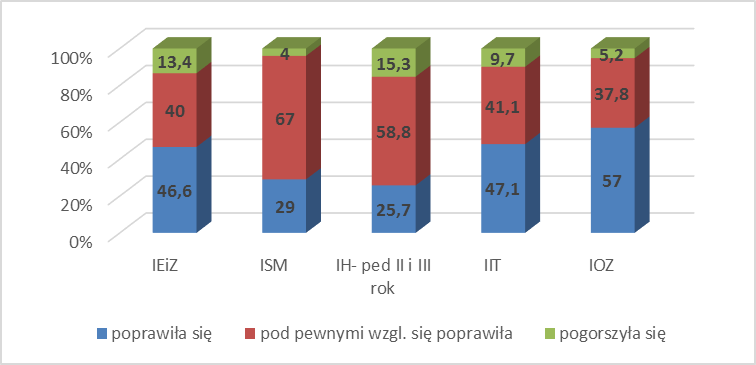 100%
80%
60%
40%
20%
0%
13,4
4
15,3
9,7
5,2
40
67
58,8
41,1
37,8
46,6
29
25,7
47,1
57
IEiZ
ISM
IH- ped II i III
rok
IIT
IOZ
poprawiła się
pod pewnymi wzgl. się poprawiła
pogorszyła się